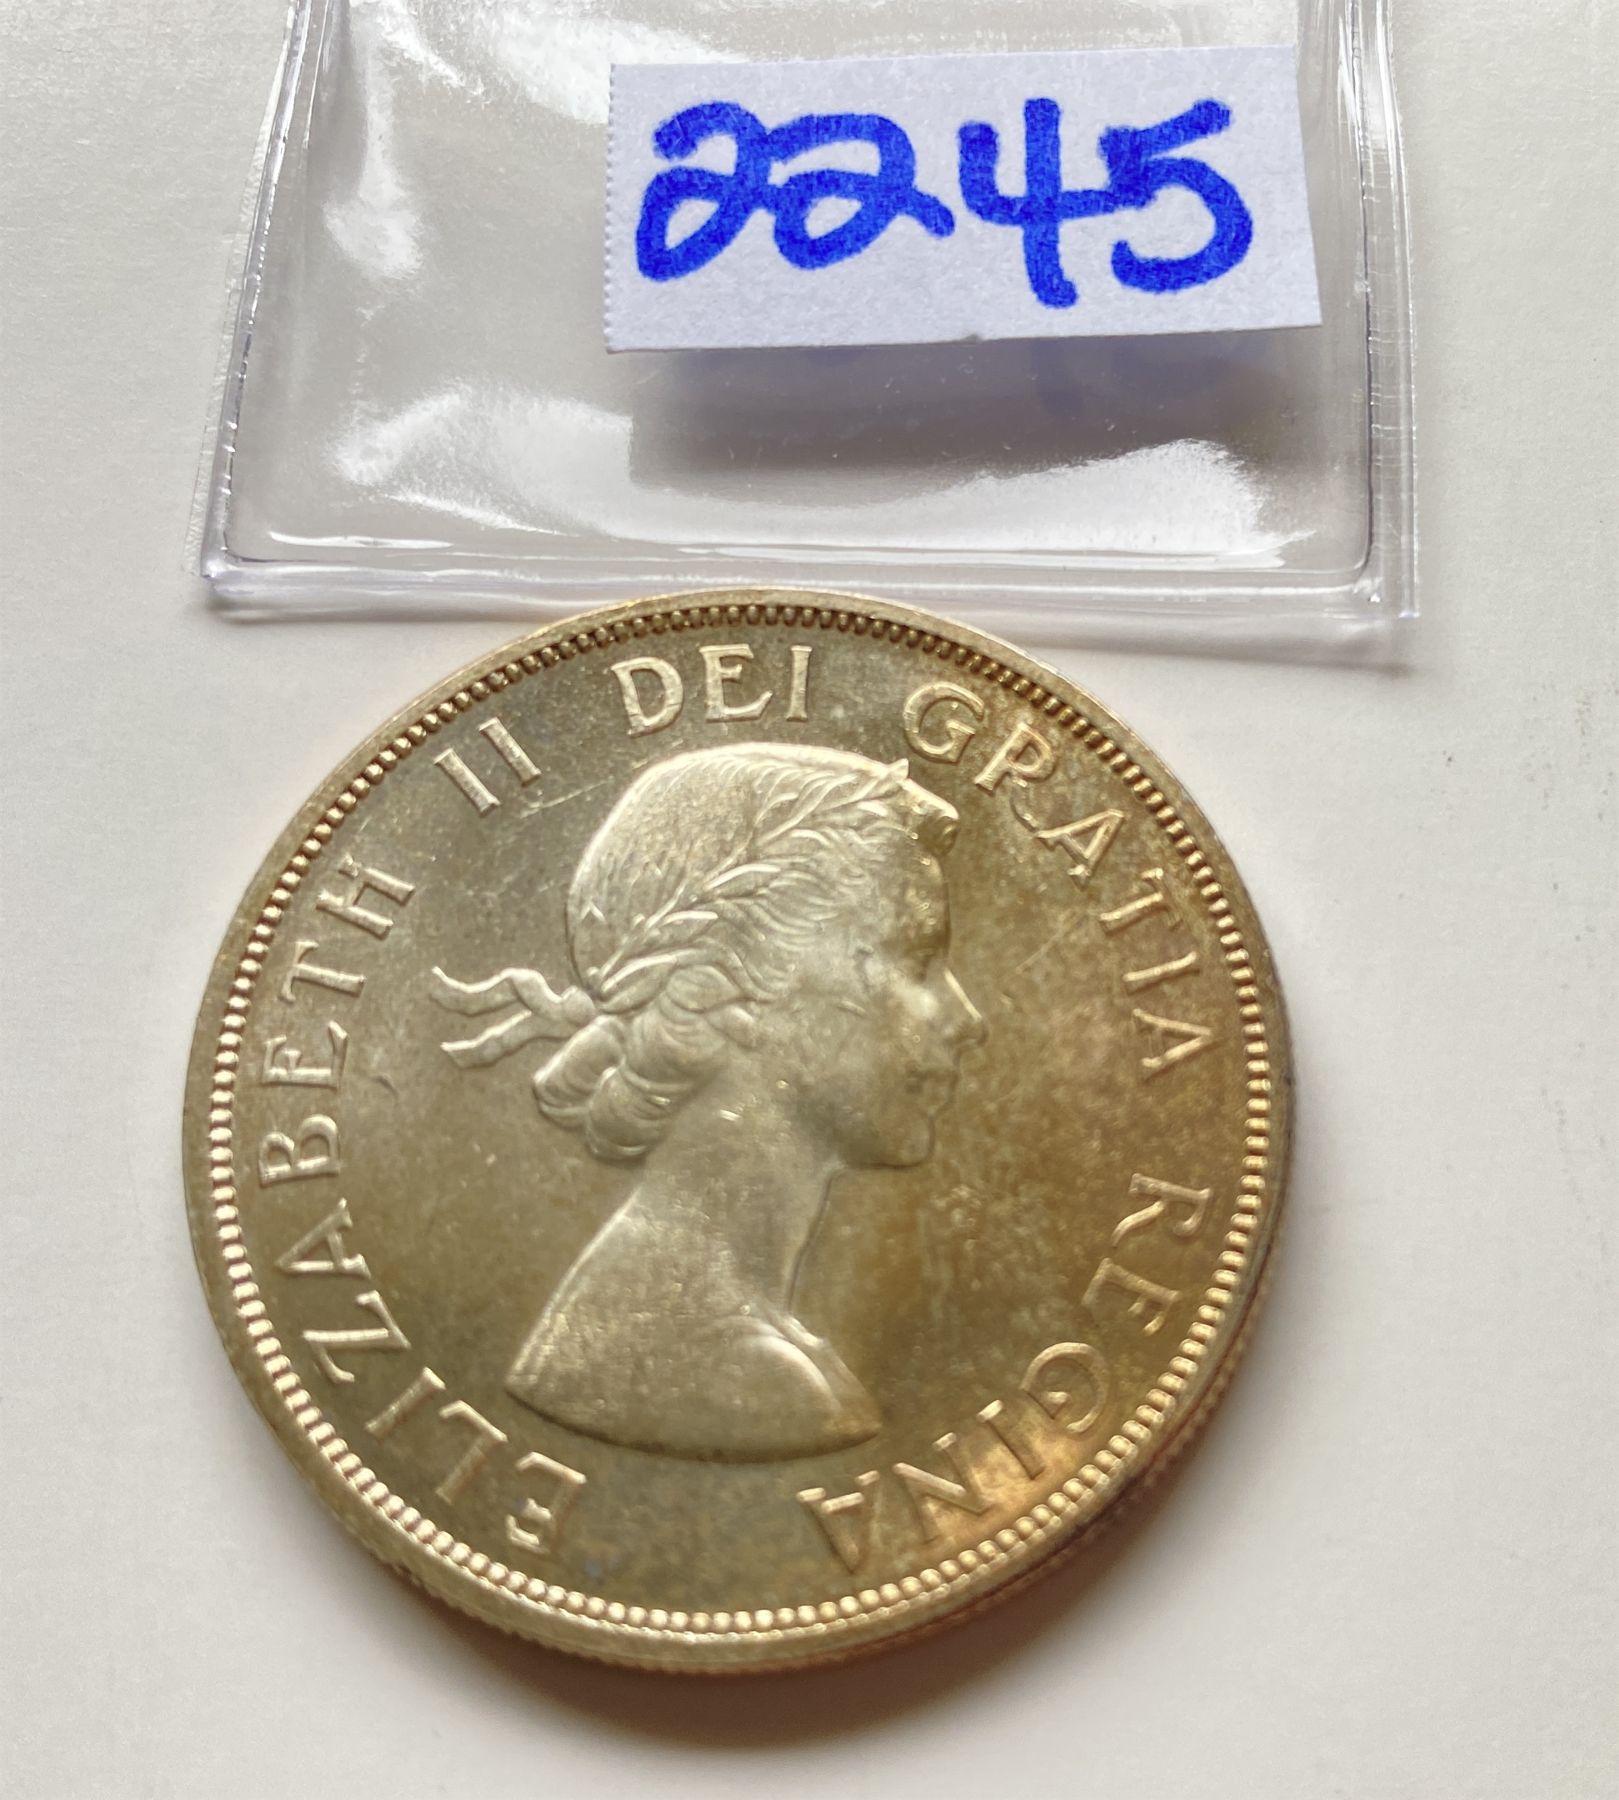 2245
ELIZABETH II DEI GRATIA REGINA